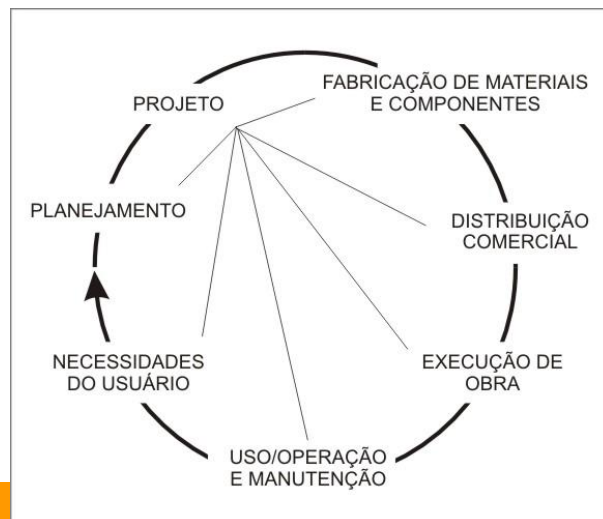 PROJETO
FABRICAÇÃO DE MATERIAIS
E COMPONENTES
PLANEJAMENTO
DISTRIBUIÇÃO
COMERCIAL
NECESSIDADES
DO USUÁRIO
EXECUÇÃO DE
OBRA
USO/OPERAÇÃO
E MANUTENÇÃO